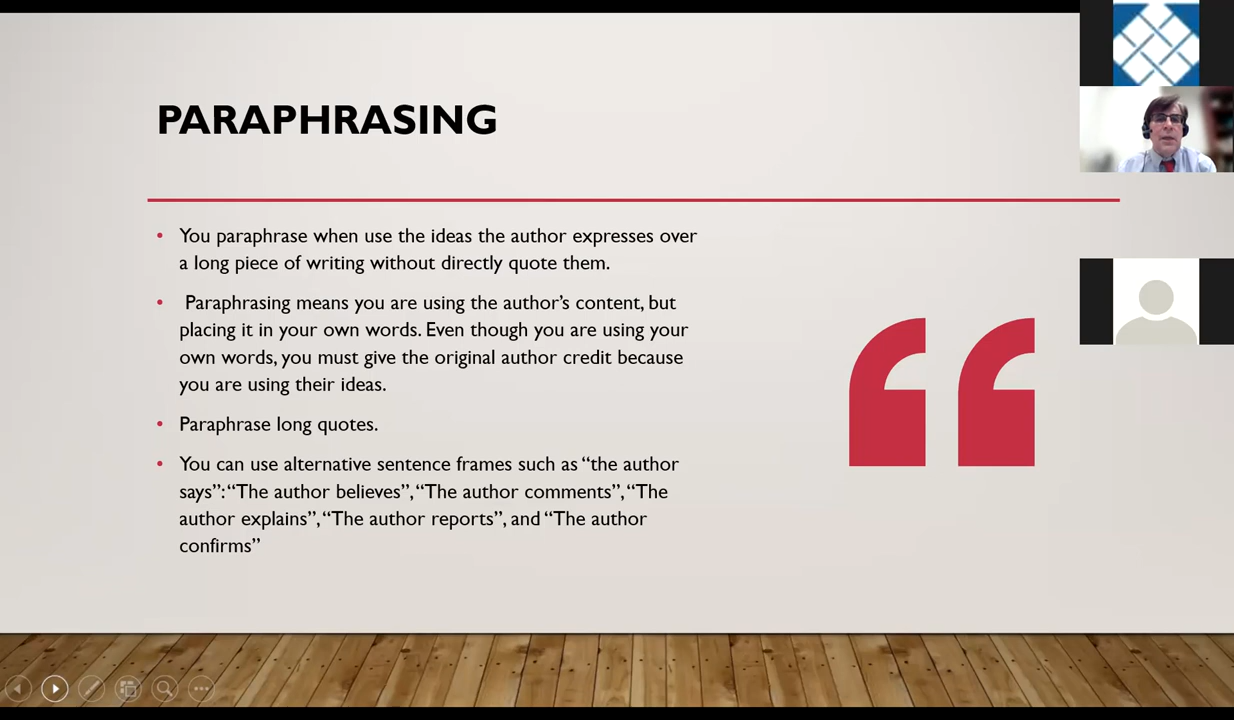 PARAPHRASING
• You paraphrase when use the ideas the author expresses over
a long piece of writing without directly quote them.
• Paraphrasing means you are using the author’s content, but
placing it in your own words. Even though you are using your
own words, you must give the original author credit because
you are using their ideas.
• Paraphrase long quotes.
• You can use alternative sentence frames such as “the author
says”: “The author believes”, “The author comments”, “The
author explains”, “The author reports”, and “The author
confirms”